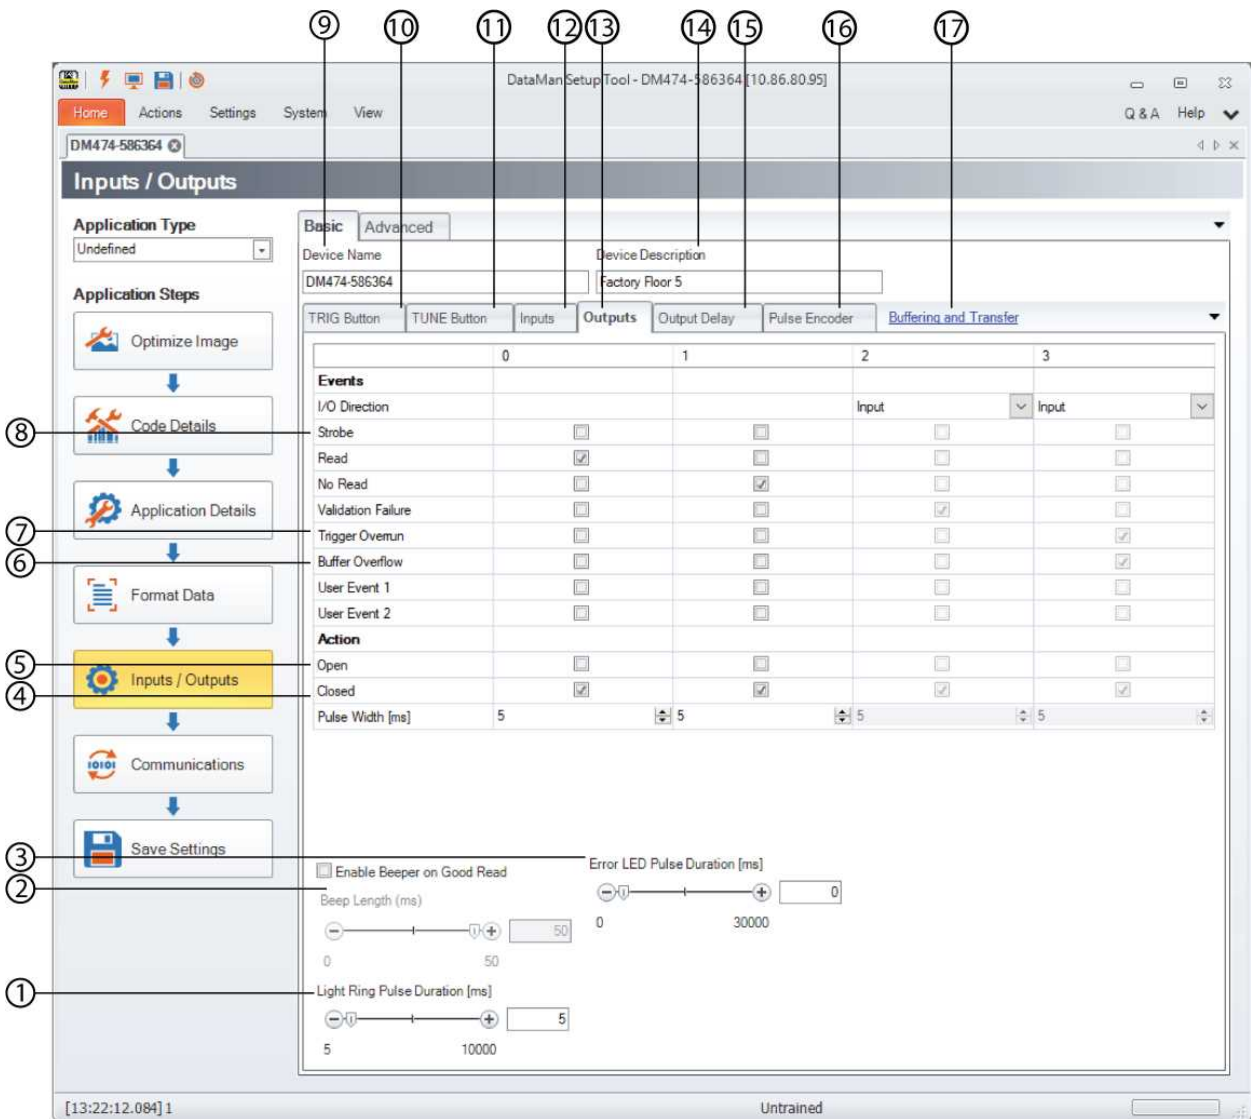 ⑨ ⑩ ⑪ ⑫ ⑬ ⑭ ⑮ ⑯ ⑰
DataMan Setup Tool - DM474-586364 [10.86.80.95]
Home Actions Settings System View Q & A Help
DM474-586364
Inputs / Outputs
Application Type
Undefined
Application Steps
Optimize Image
Code Details
Application Details
Format Data
Inputs / Outputs
Communications
Save Settings
Basic Advanced
Device Name Device Description
DM474-586364 Factory Floor 5
TRIG Button TUNE Button Inputs Outputs Output Delay Pulse Encoder Buffering and Transfer
0 1 2 3
Events
I/O Direction Input Input
⑧ Strobe
Read
No Read
Validation Failure
⑦ Trigger Overrun
⑥ Buffer Overflow
User Event 1
User Event 2
Action
⑤ Open
④ Closed
Pulse Width [ms] 5 5 5 5
③ Error LED Pulse Duration [ms]
0
0 30000
Enable Beeper on Good Read
② Beep Length (ms)
50
0 50
① Light Ring Pulse Duration [ms]
5
5 10000
[13:22:12.084] 1 Untrained